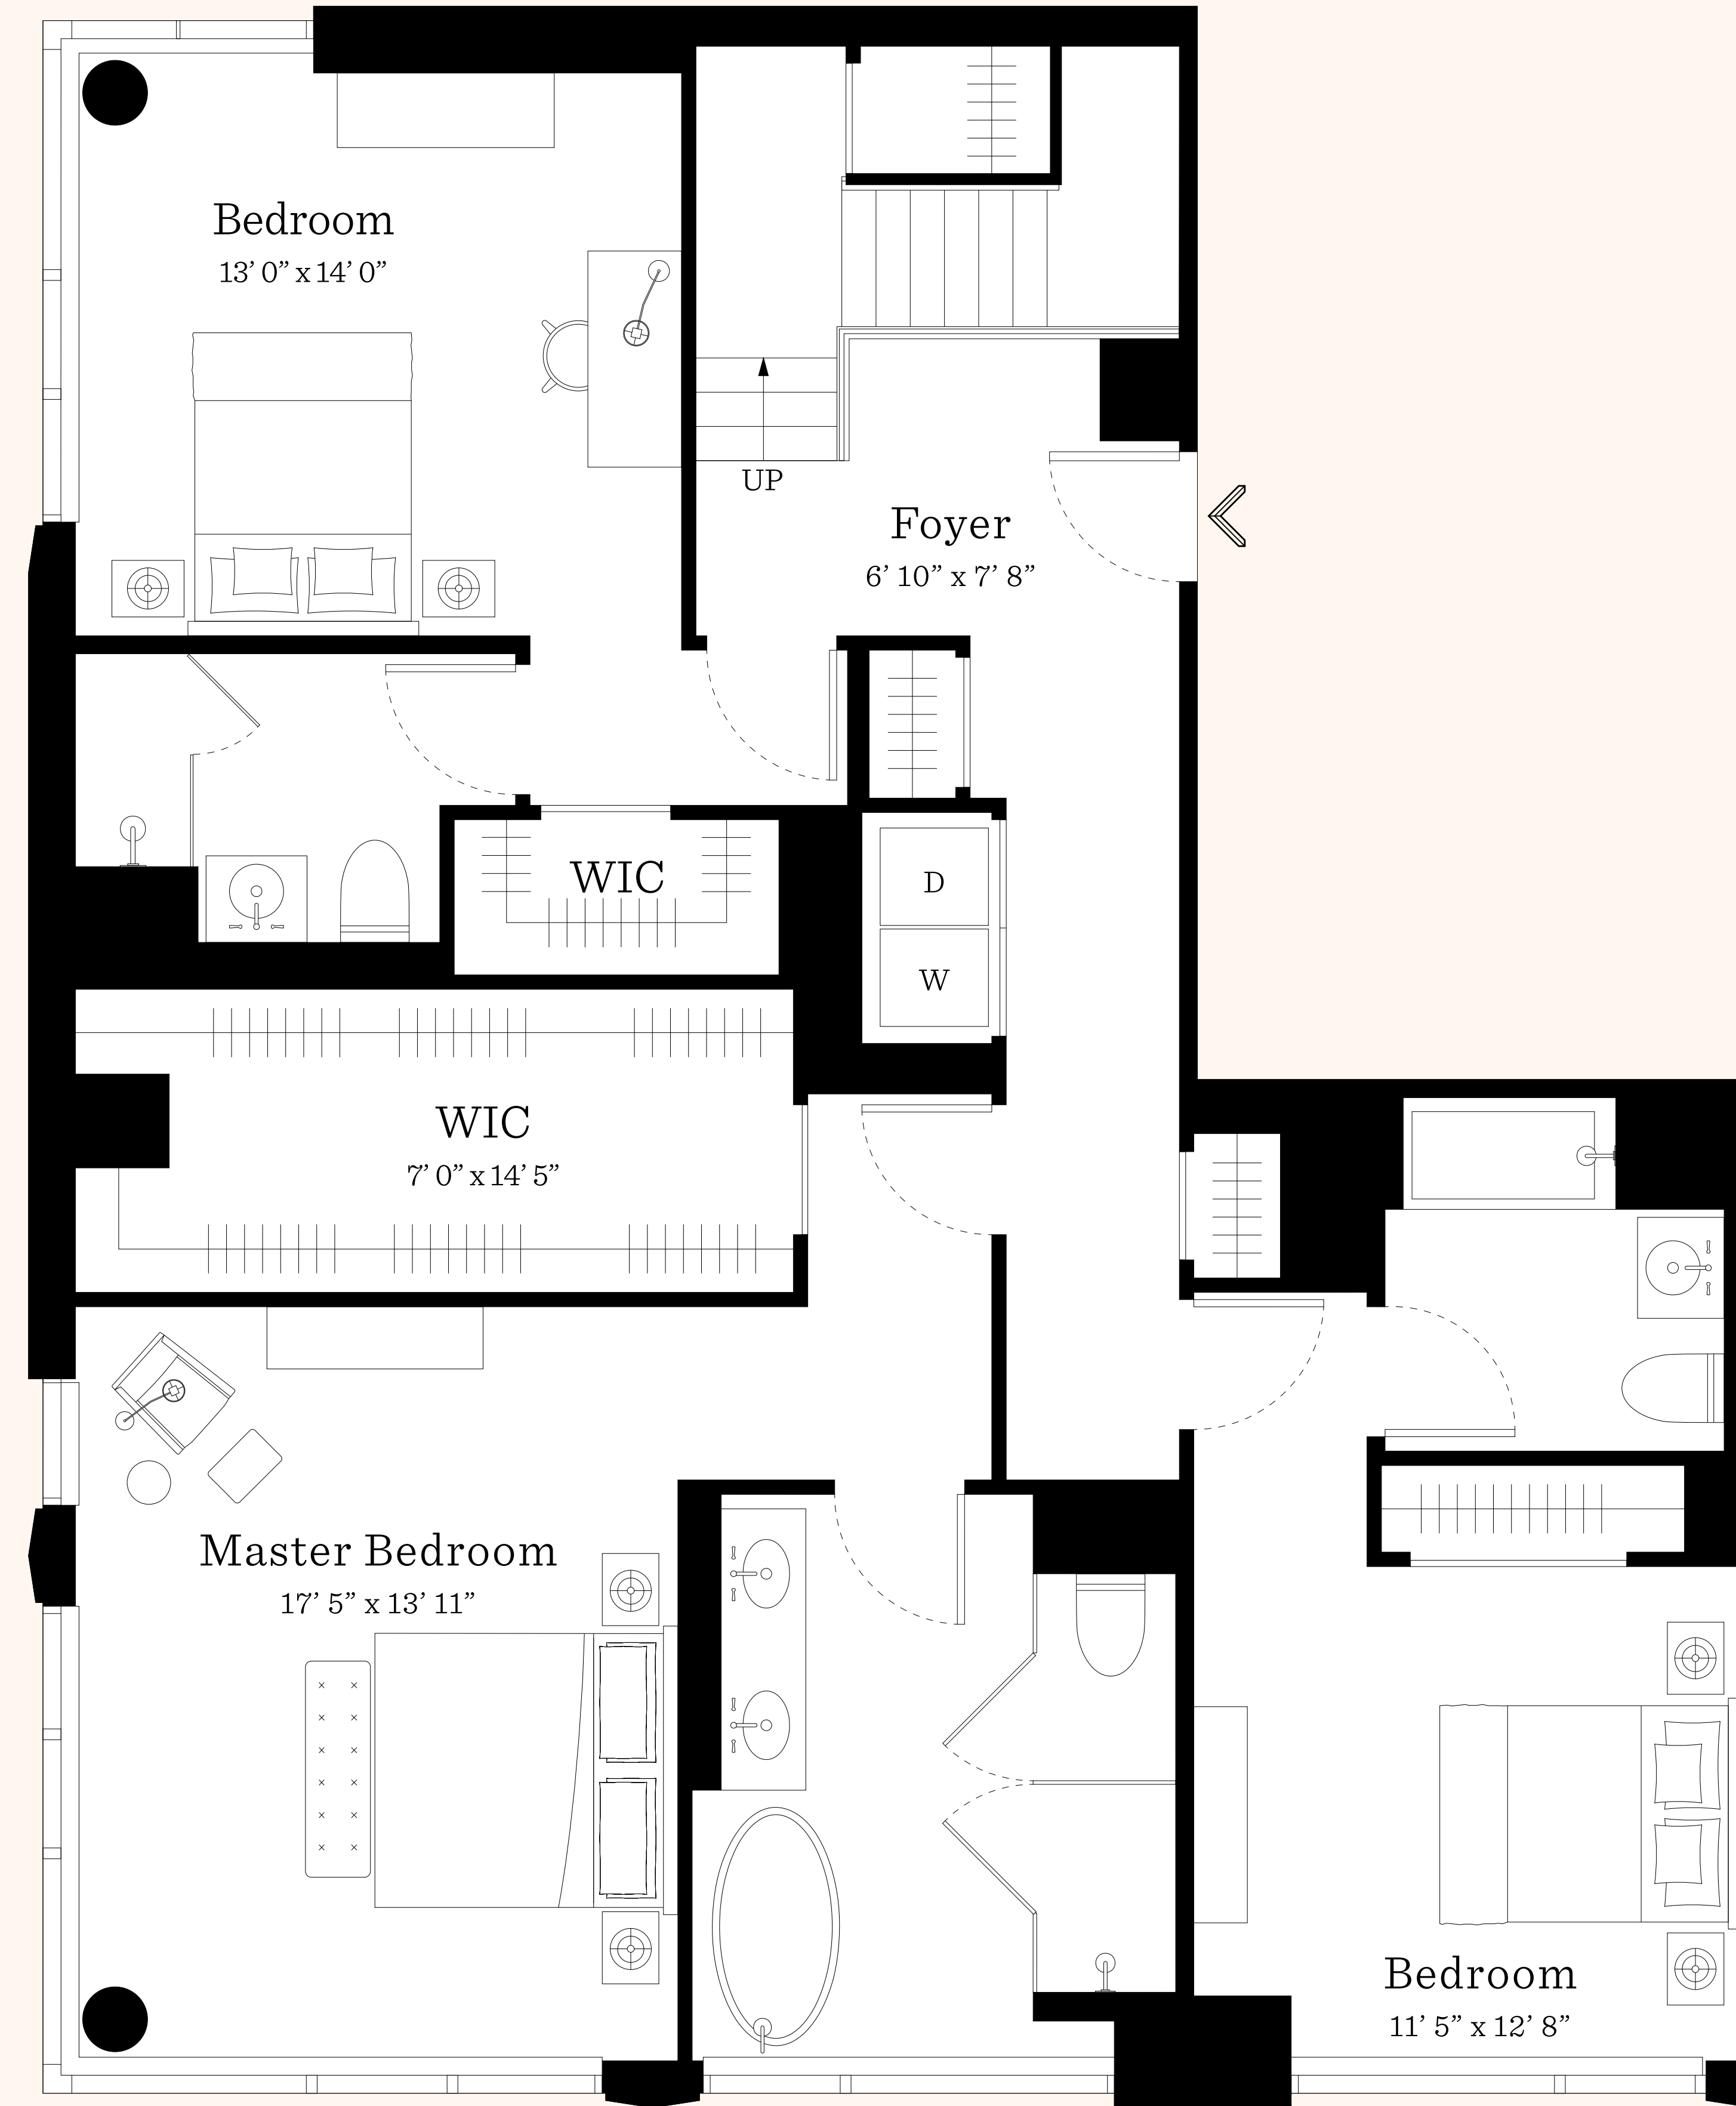 Bedroom
13’ 0” x 14’ 0”
UP
Foyer
6’ 10” x 7’ 8”
WIC
D
W
WIC
7’ 0” x 14’ 5”
Master Bedroom
17’ 5” x 13’ 11”
Bedroom
11’ 5” x 12’ 8”